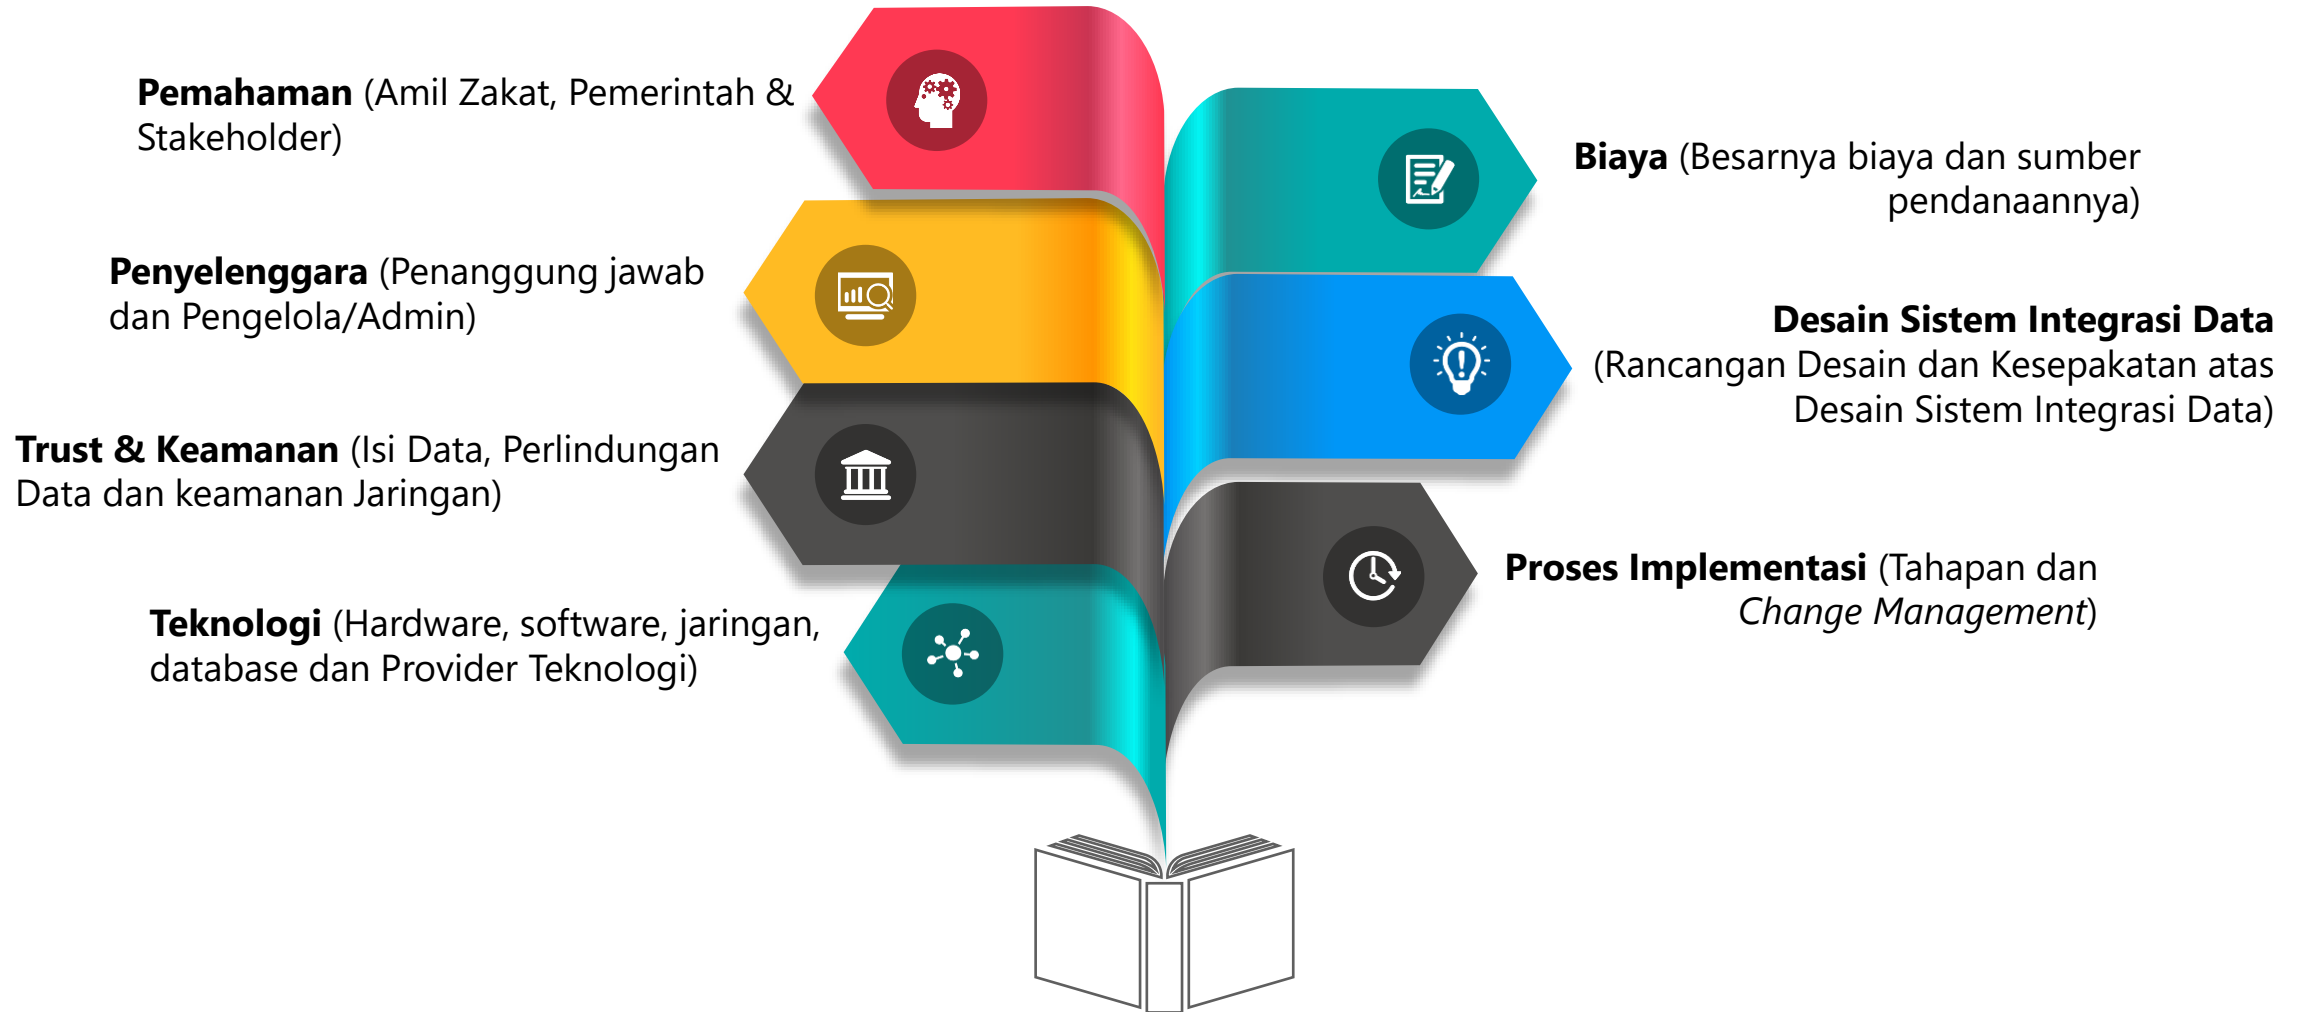 Pemahaman (Amil Zakat, Pemerintah &
Stakeholder)
Penyelenggara (Penanggung jawab
dan Pengelola/Admin)
Trust & Keamanan (Isi Data, Perlindungan
Data dan keamanan Jaringan)
Teknologi (Hardware, software, jaringan,
database dan Provider Teknologi)
Biaya (Besarnya biaya dan sumber
pendanaannya)
Desain Sistem Integrasi Data
(Rancangan Desain dan Kesepakatan atas
Desain Sistem Integrasi Data)
Proses Implementasi (Tahapan dan
Change Management)